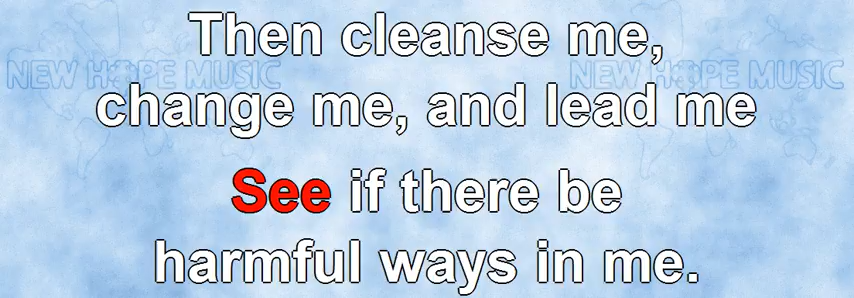 Then cleanse me,
NEW HOPE MUSIC NEW HOPE MUSIC
change me, and lead me
See if there be
harmful ways in me.